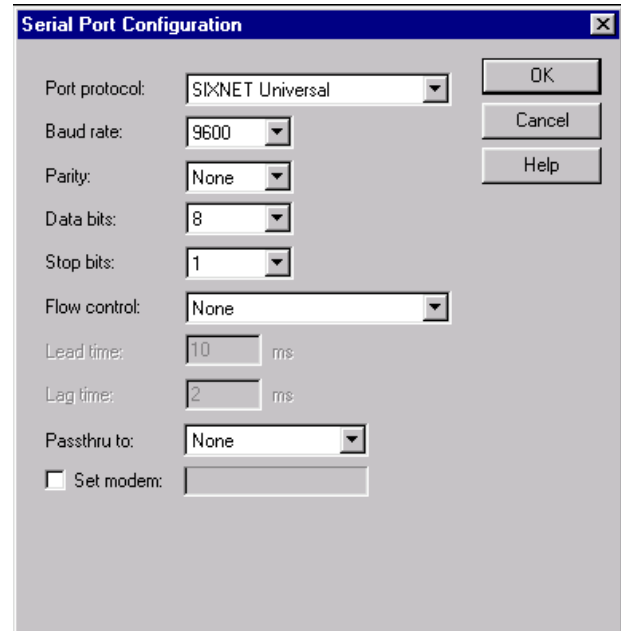 Serial Port Configuration
Port protocol: SIXNET Universal OK
Baud rate: 9600 Cancel
Parity: None Help
Data bits: 8
Stop bits: 1
Flow control: None
Lead time: 10 ms
Lag time: 2 ms
Passthru to: None
Set modem: